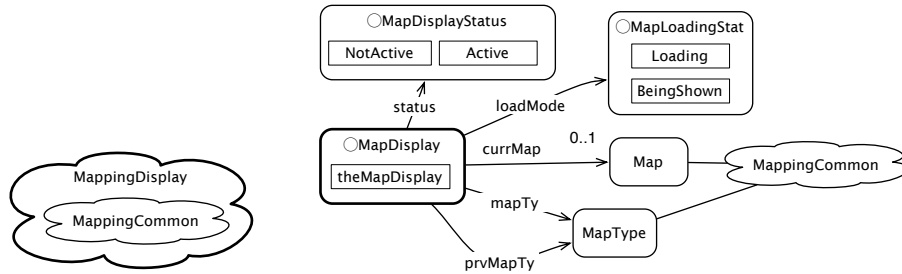 MapDisplayStatus
NotActive
Active
MapLoadingStat
Loading
BeingShown
status
loadMode
MapDisplay
theMapDisplay
currMap
0..1
Map
MappingCommon
mapTy
MapType
prvMapTy
MappingDisplay
MappingCommon